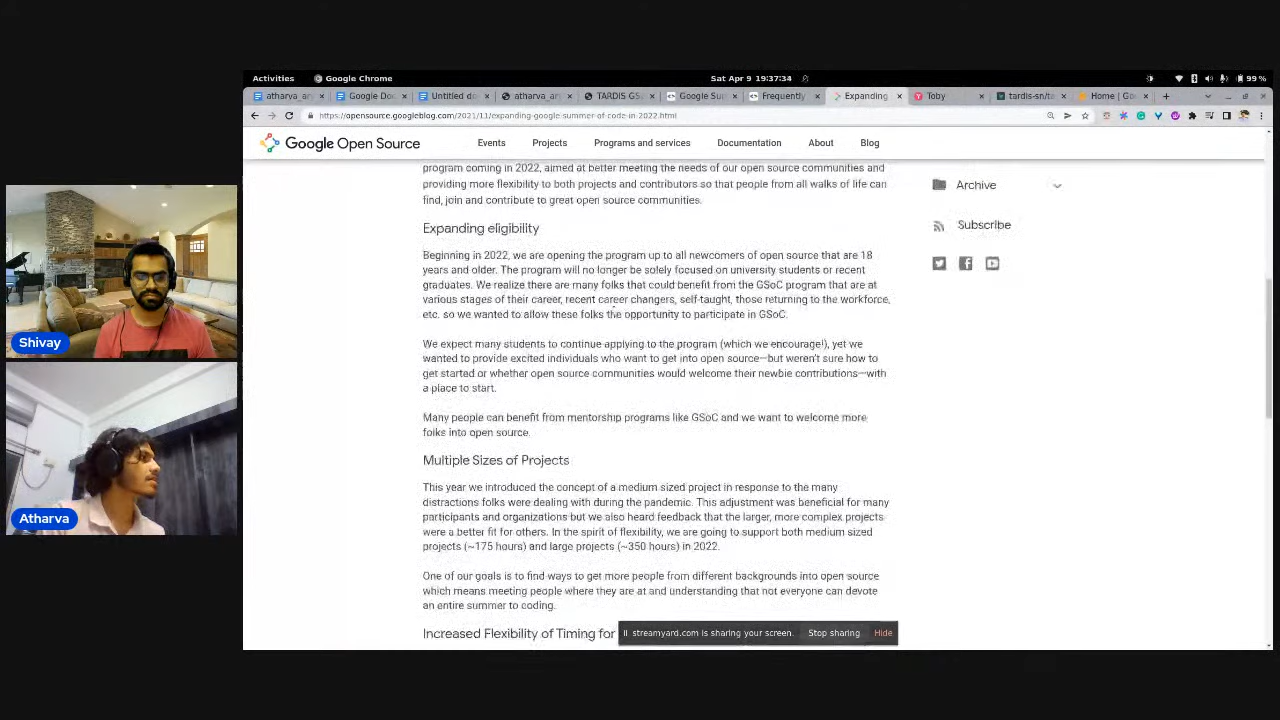 Activities
Google Chrome
Sat Apr 9 19:37:34
99 %
atharva_ar
Google Doc
Untitled do
atharva_ar
TARDIS GS
Google Sum
Frequently
Expanding
Toby
tardis-sn/ta
Home | Go
https://opensource.googleblog.com/2021/11/expanding-google-summer-of-code-in-2022.html
Google Open Source
Events
Projects
Programs and services
Documentation
About
Blog
program coming in 2022, aimed at better meeting the needs of our open source communities and
providing more flexibility to both projects and contributors so that people from all walks of life can
find, join and contribute to great open source communities.
Archive
Subscribe
Expanding eligibility
Beginning in 2022, we are opening the program up to all newcomers of open source that are 18
years and older. The program will no longer be solely focused on university students or recent
graduates. We realize there are many folks that could benefit from the GSoC program that are at
various stages of their career, recent career changers, self-taught, those returning to the workforce,
etc. so we wanted to allow these folks the opportunity to participate in GSoC.
We expect many students to continue applying to the program (which we encourage!), yet we
wanted to provide excited individuals who want to get into open source—but weren't sure how to
get started or whether open source communities would welcome their newbie contributions—with
a place to start.
Many people can benefit from mentorship programs like GSoC and we want to welcome more
folks into open source.
Multiple Sizes of Projects
This year we introduced the concept of a medium sized project in response to the many
distractions folks were dealing with during the pandemic. This adjustment was beneficial for many
participants and organizations but we also heard feedback that the larger, more complex projects
were a better fit for others. In the spirit of flexibility, we are going to support both medium sized
projects (~175 hours) and large projects (~350 hours) in 2022.
One of our goals is to find ways to get more people from different backgrounds into open source
which means meeting people where they are at and understanding that not everyone can devote
an entire summer to coding.
Increased Flexibility of Timing for
streamyard.com is sharing your screen.
Stop sharing
Hide
Shivay
Atharva